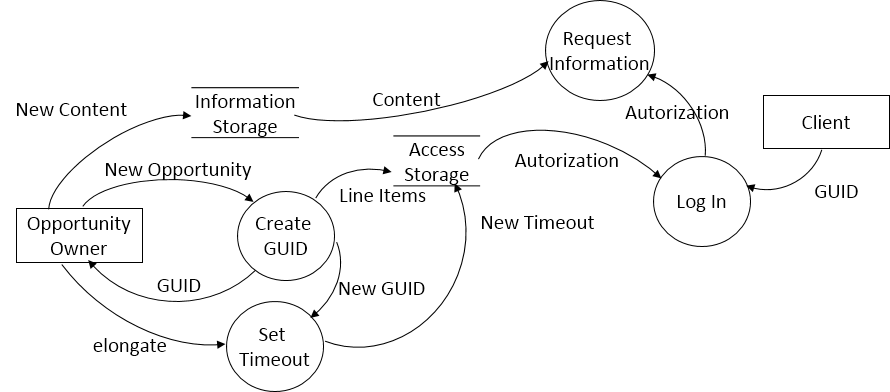 Request
Information
New Content
Information
Storage
Content
Autorization
Client
New Opportunity
Access
Storage
Autorization
Line Items
GUID
Log In
Opportunity
Owner
Create
GUID
New Timeout
GUID
New GUID
elongate
Set
Timeout